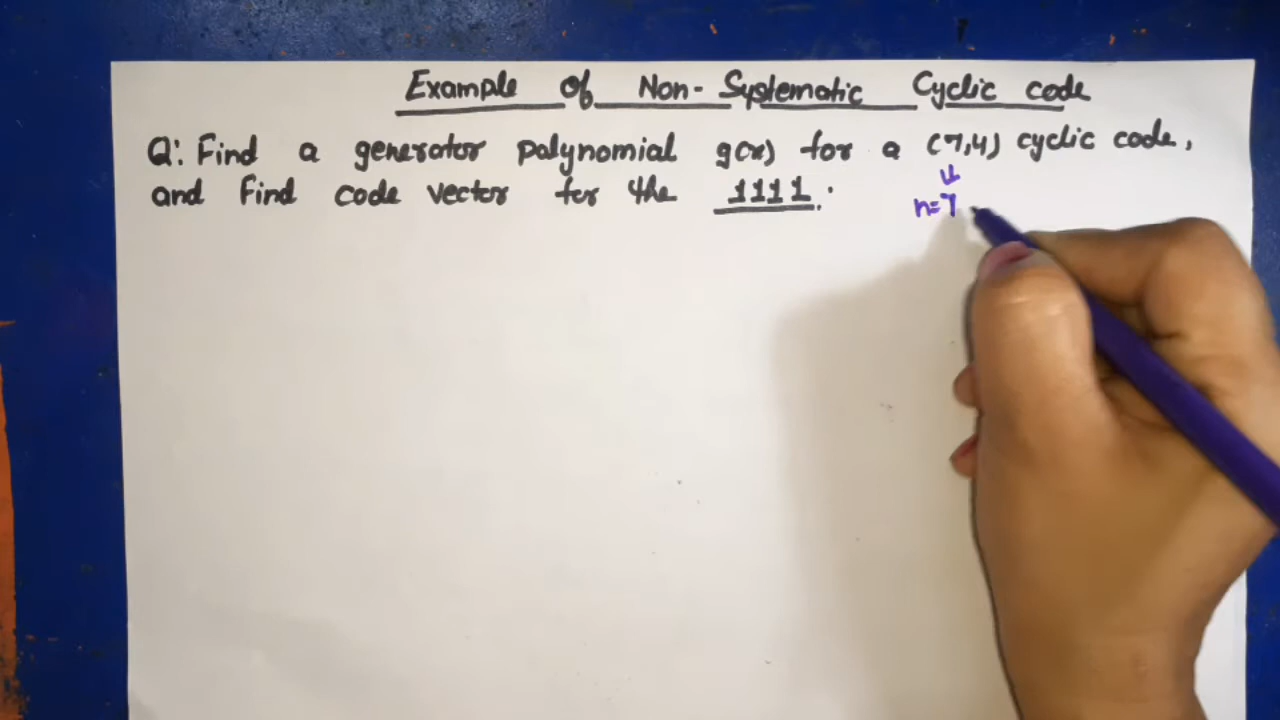 Example of Non-Systematic Cyclic code
Q: Find a generator polynomial g(x) for a (7,4) cyclic code,
and find code vector for the 1111.
n=7